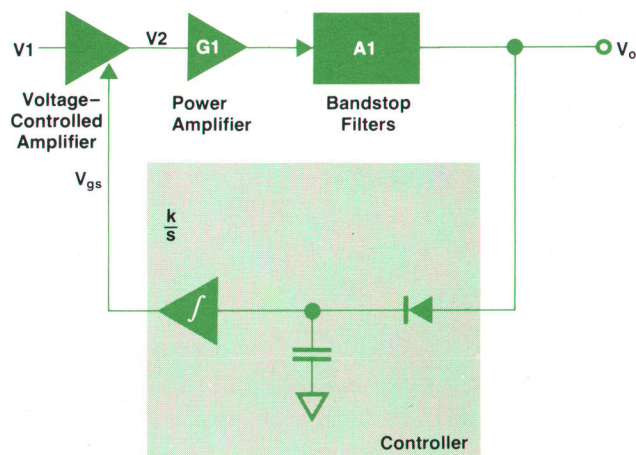 V1
V2
G1
A1
Vo
Voltage–
Controlled
Amplifier
Power
Amplifier
Bandstop
Filters
Vgs
k
s
∫
Controller